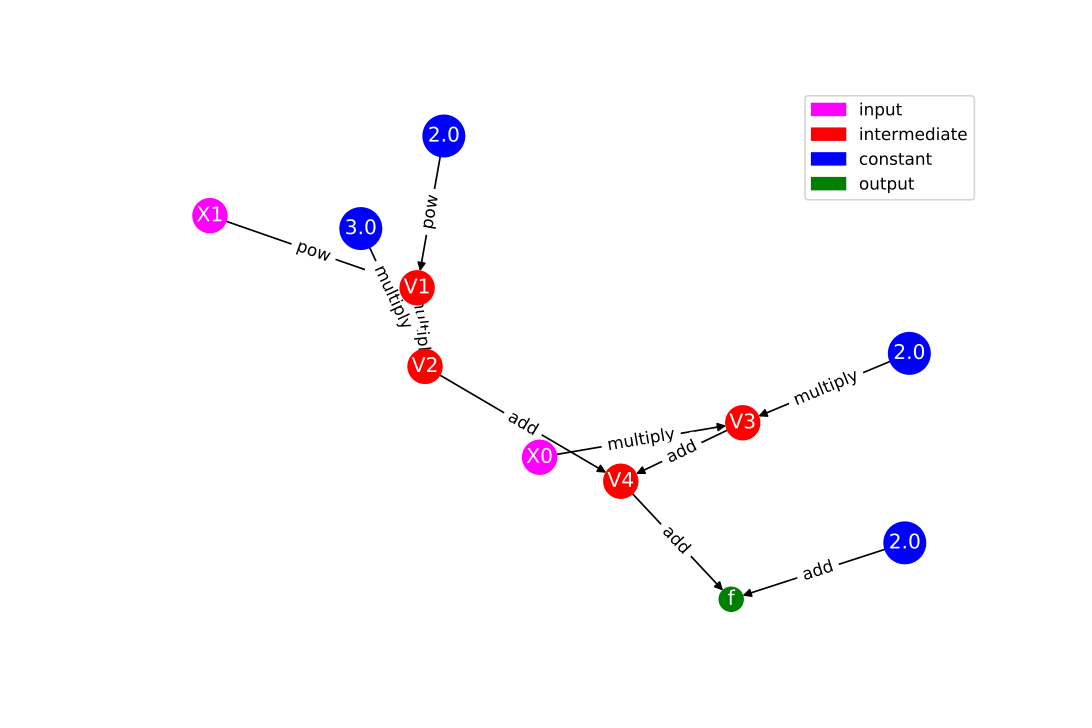 input
intermediate
constant
output
2.0
pow
X1
3.0
pow
multiply
V1
V2
2.0
multiply
add
multiply
V3
X0
add
V4
add
2.0
add
f